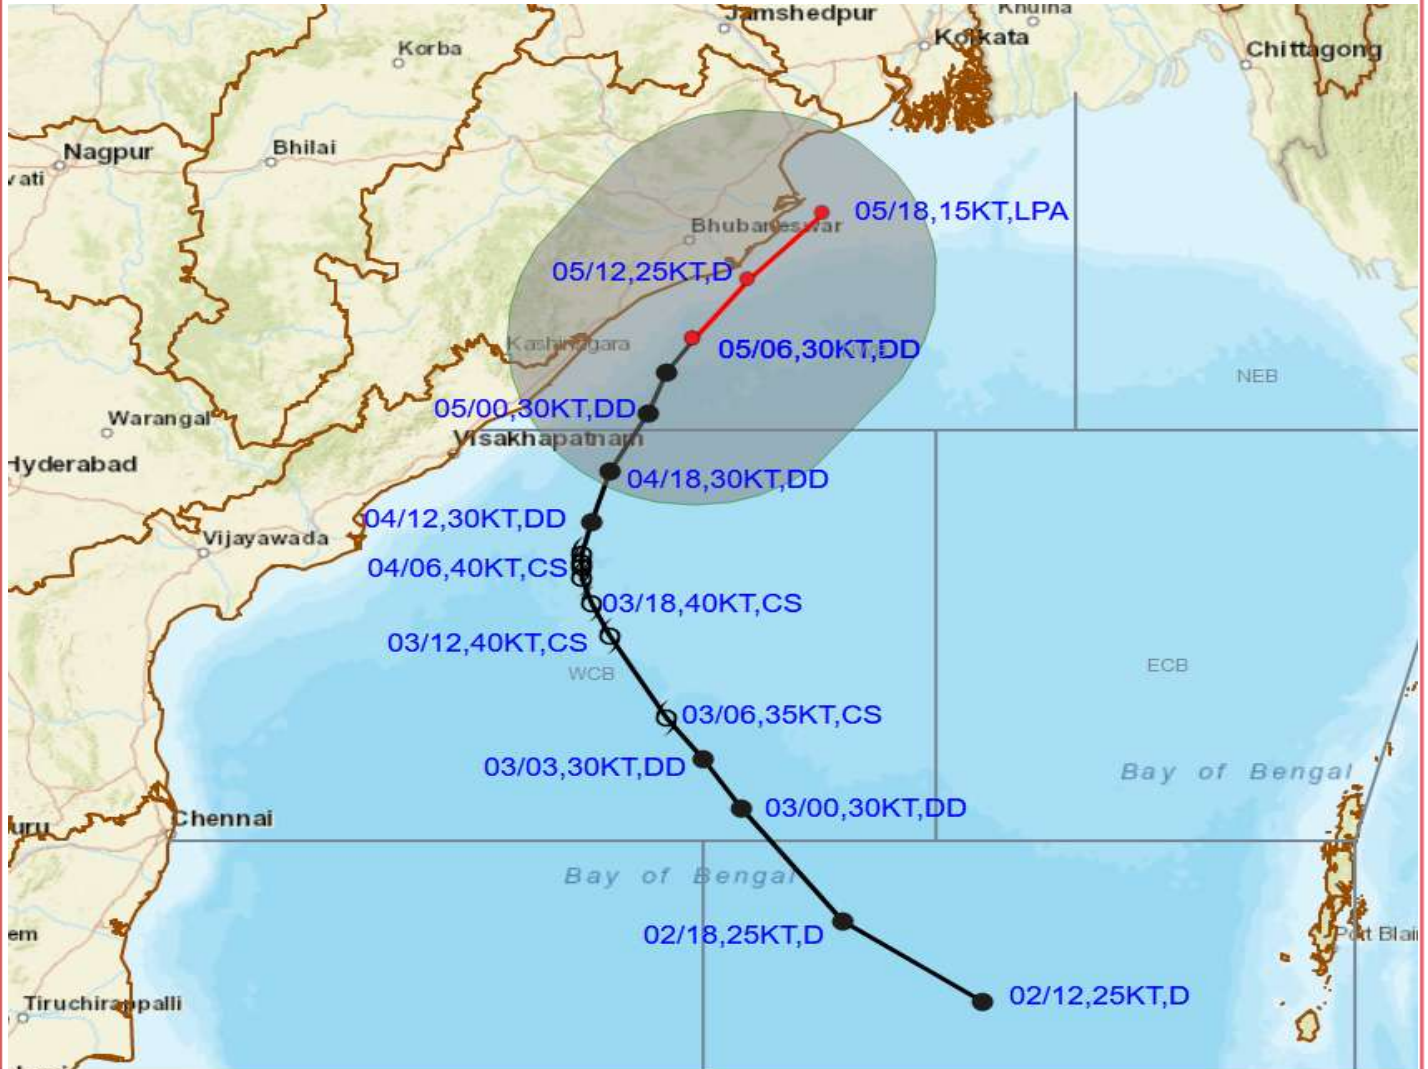 Jamshedpur
Khulna
Korba
Kolkata
Chittagong
Nagpur
Bhilai
vati
05/18,15KT,LPA
Bhubaneswar
05/12,25KT,D
Kashinagara
05/06,30KT,DD
NEB
05/00,30KT,DD
Warangal
Visakhapatnam
Hyderabad
04/18,30KT,DD
04/12,30KT,DD
Vijayawada
04/06,40KT,CS
03/18,40KT,CS
03/12,40KT,CS
WCB
ECB
03/06,35KT,CS
03/03,30KT,DD
Bay of Bengal
03/00,30KT,DD
uru
Chennai
Bay of Bengal
em
02/18,25KT,D
Port Blair
02/12,25KT,D
Tiruchirappalli